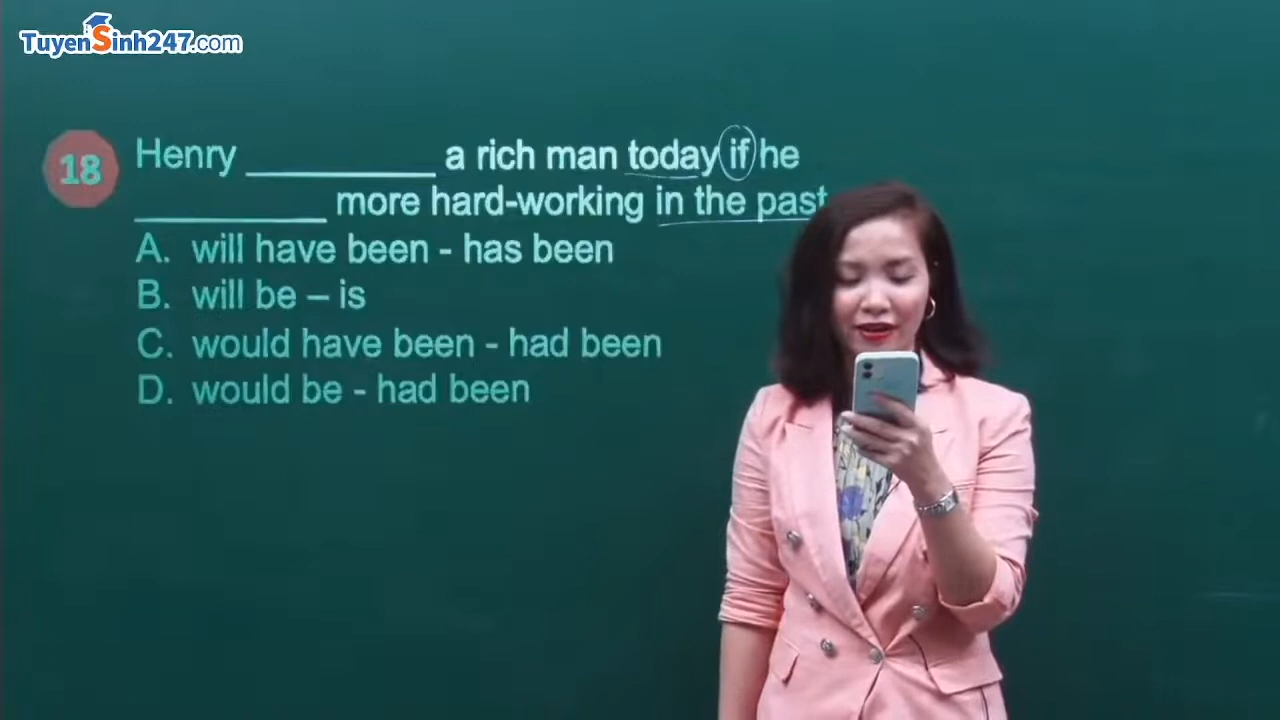 TuyenSinh247.com
18
Henry __________ a rich man today if he
__________ more hard-working in the past
A. will have been - has been
B. will be – is
C. would have been - had been
D. would be - had been